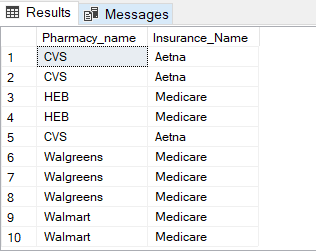 Results Messages
Pharmacy_name Insurance_Name
1 CVS Aetna
2 CVS Aetna
3 HEB Medicare
4 HEB Medicare
5 CVS Aetna
6 Walgreens Medicare
7 Walgreens Medicare
8 Walgreens Medicare
9 Walmart Medicare
10 Walmart Medicare